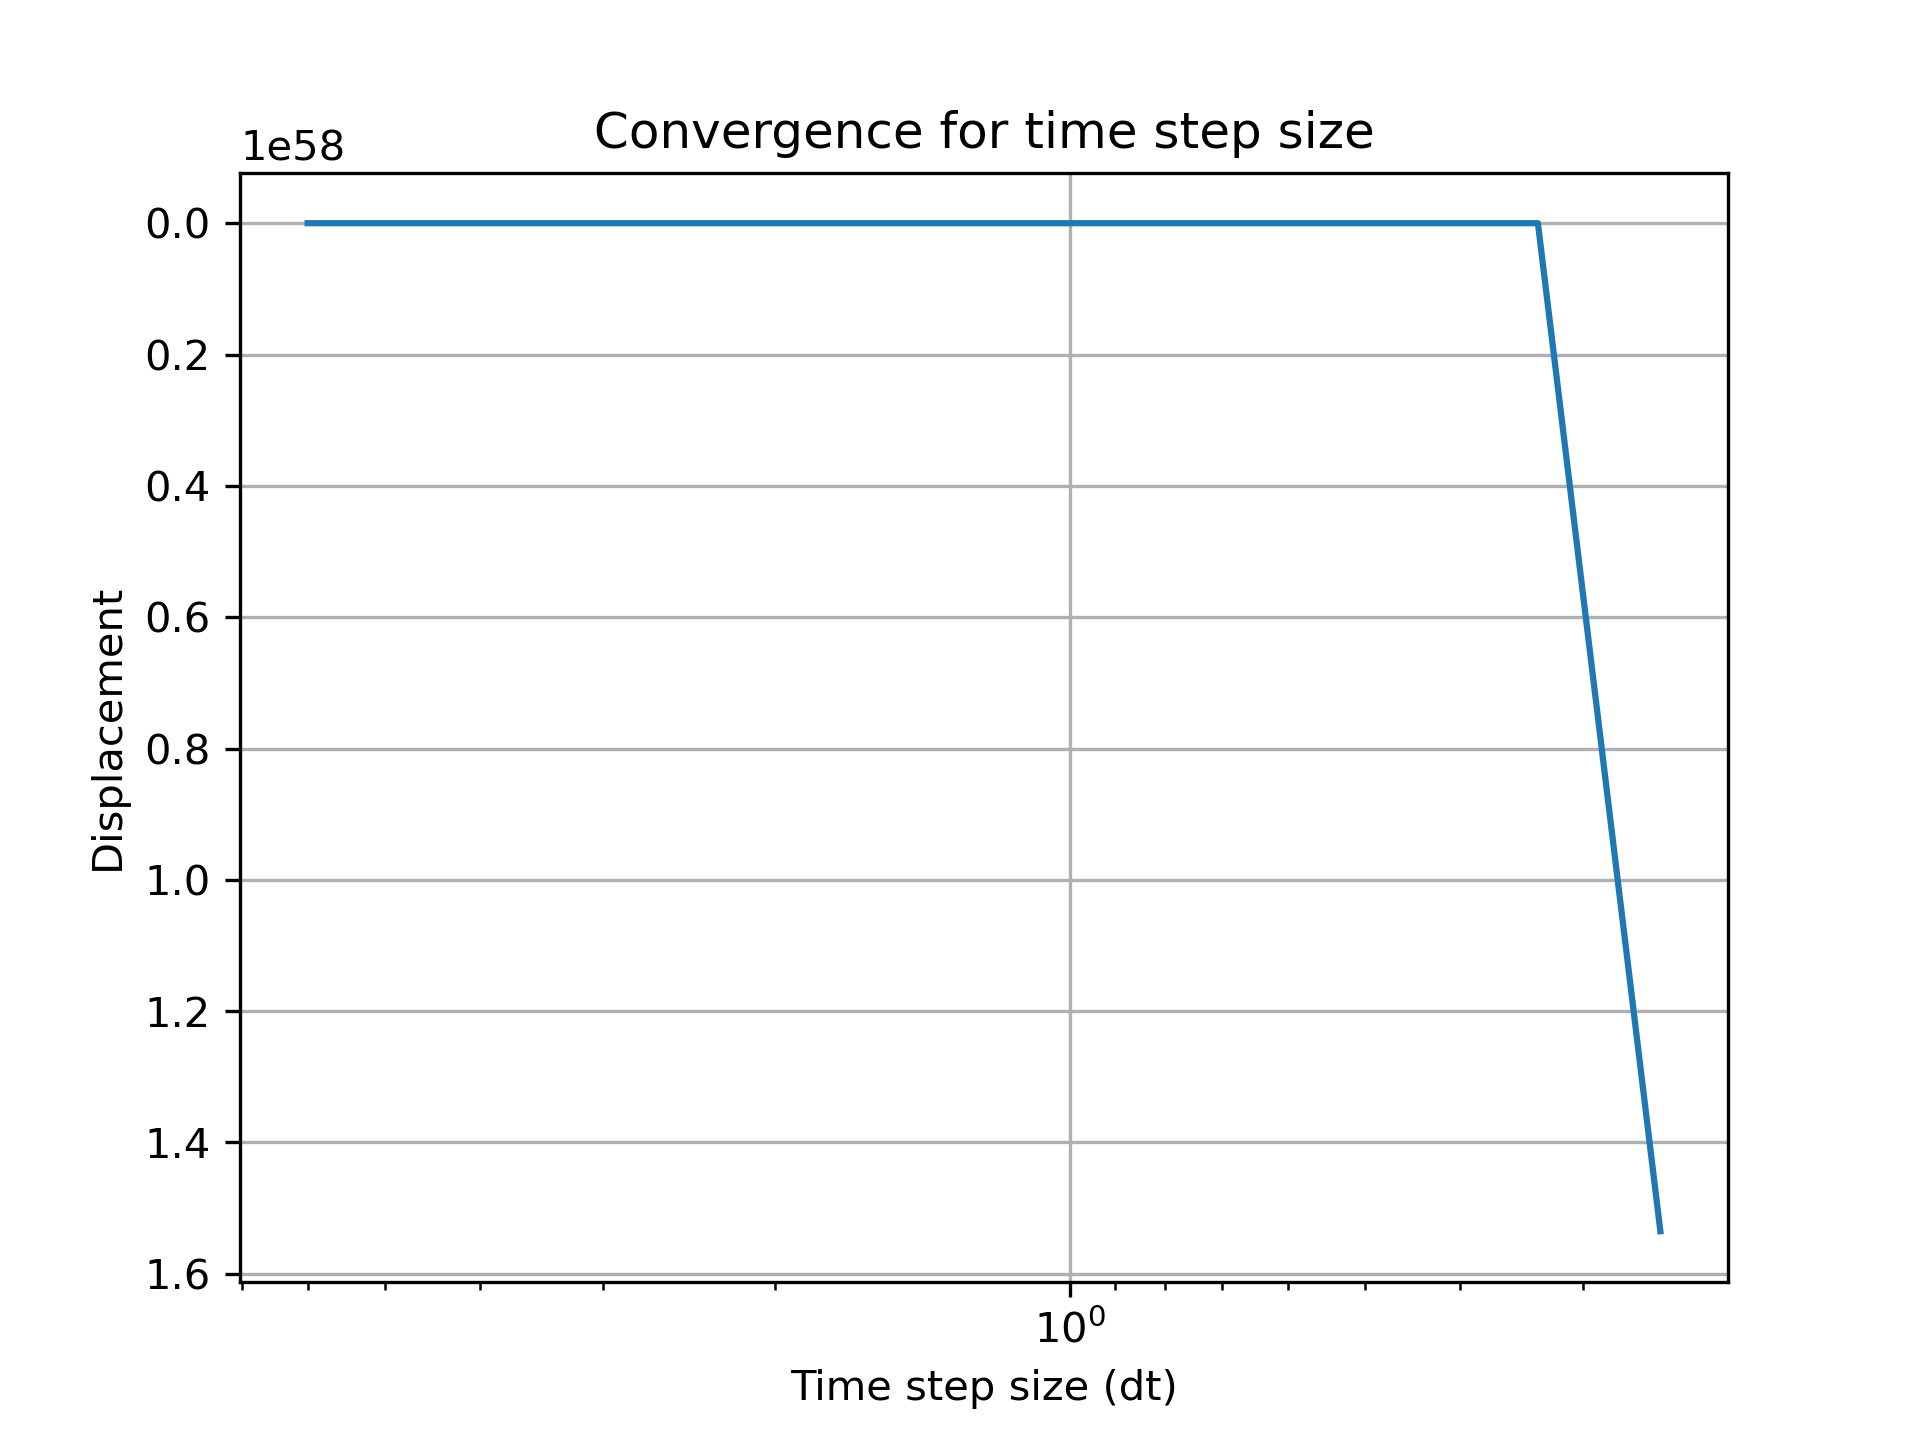 Convergence for time step size
1e58
0.0
0.2
0.4
0.6
0.8
1.0
1.2
1.4
1.6
Displacement
10⁰
Time step size (dt)